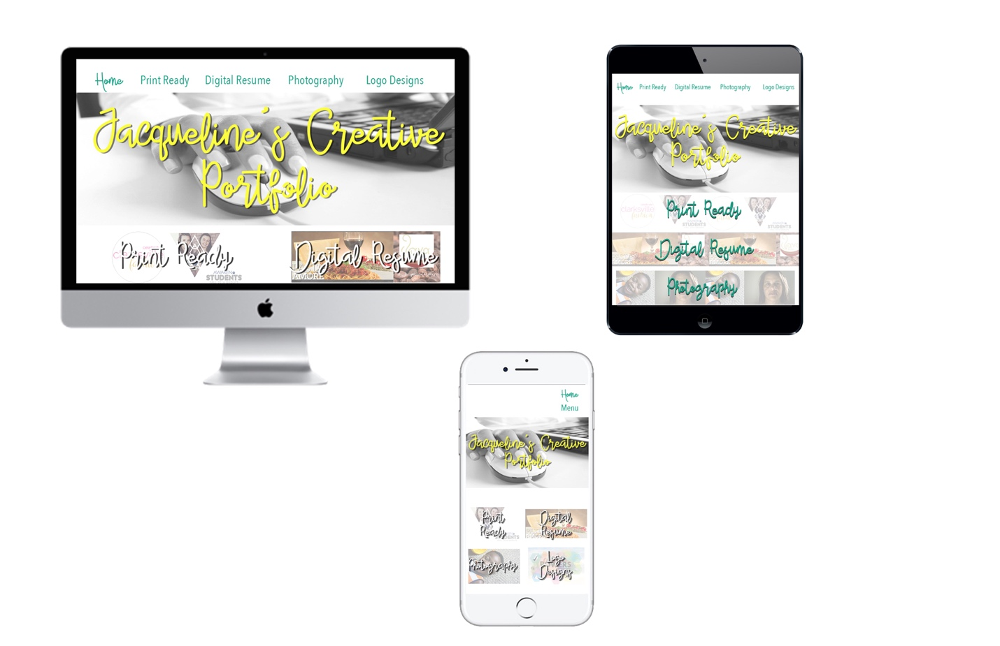 Home Print Ready Digital Resume Photography Logo Designs
Jacqueline's Creative
Portfolio
Print Ready
Digital Resume
STUDENTS
AMORE
Home Print Ready Digital Resume Photography Logo Designs
Jacqueline's Creative
Portfolio
clarksville
Print Ready
STUDENTS
STUDENTS
Digital Resume
Photography
Home
Menu
Jacqueline's Creative
Portfolio
Print
Ready
Digital
Resume
Photography
Logo
Designs